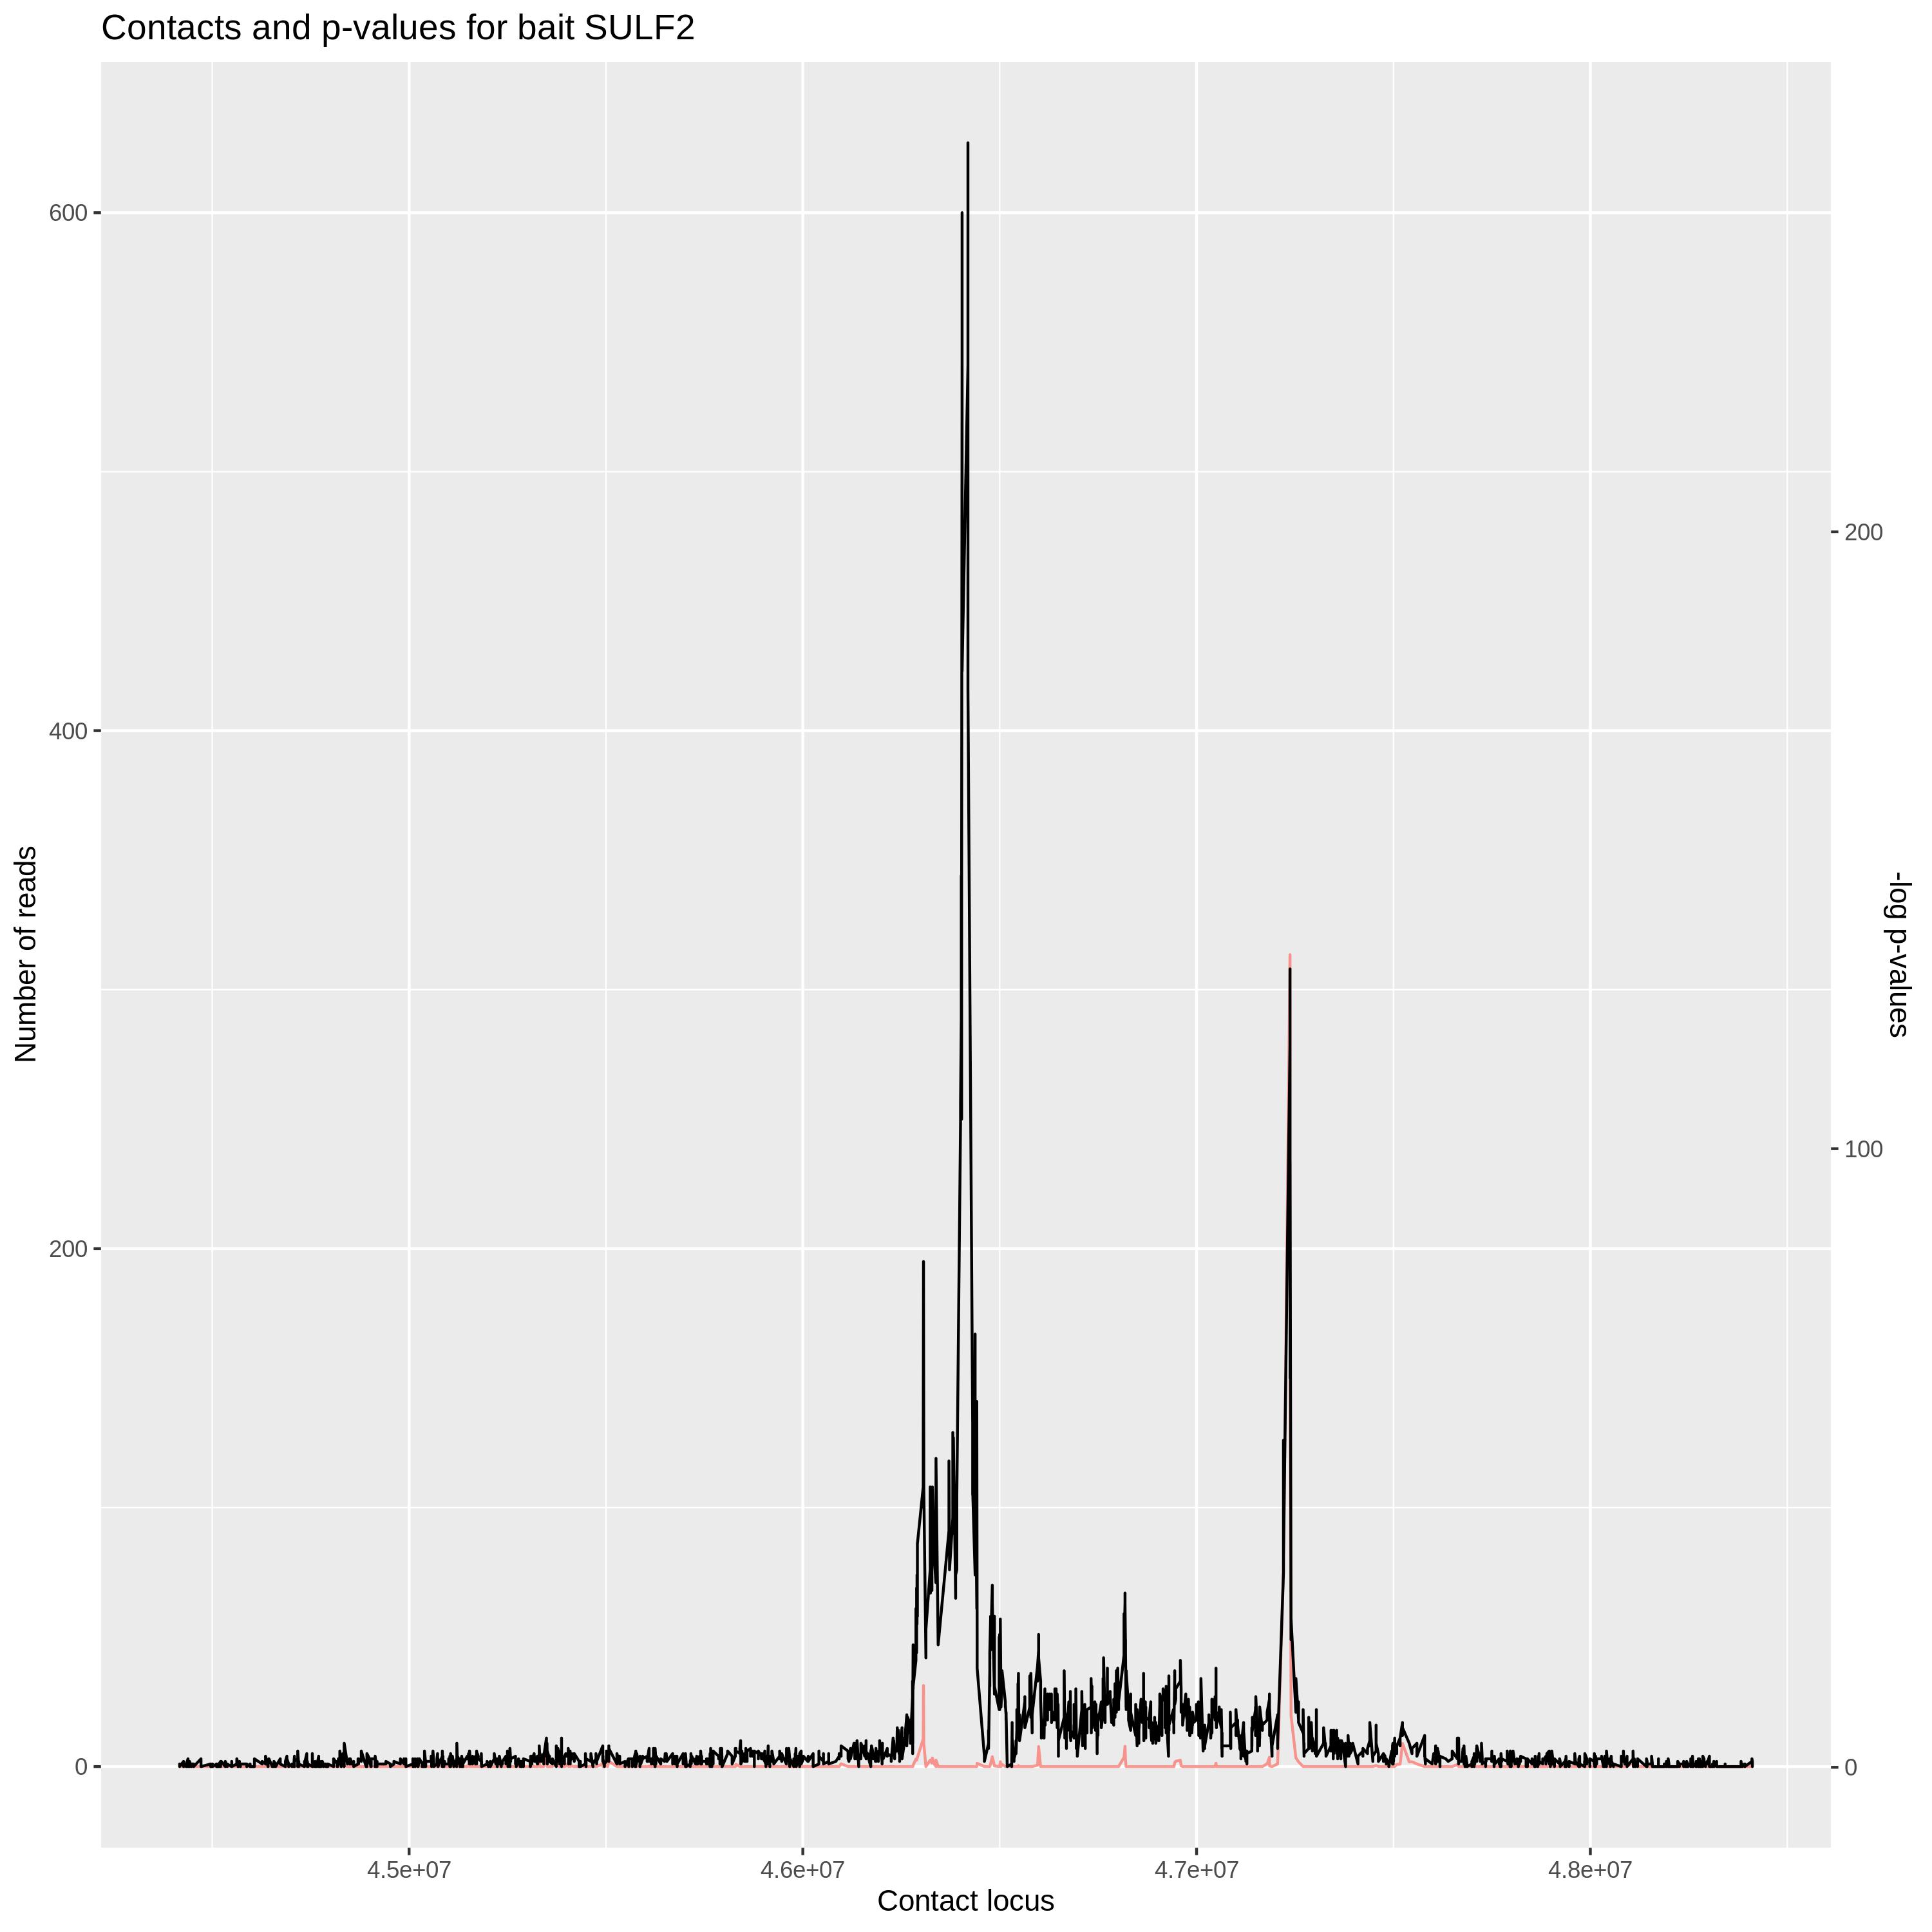 Contacts and p-values for bait SULF2
600
400
200
0
Number of reads
200
100
0
-log p-values
4.5e+07
4.6e+07
4.7e+07
4.8e+07
Contact locus